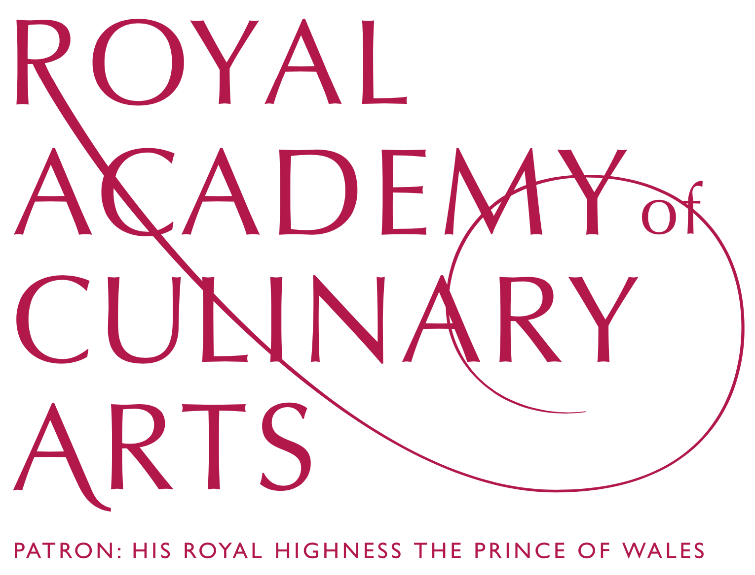 ROYAL
ACADEMY of
CULINARY
ARTS
PATRON: HIS ROYAL HIGHNESS THE PRINCE OF WALES